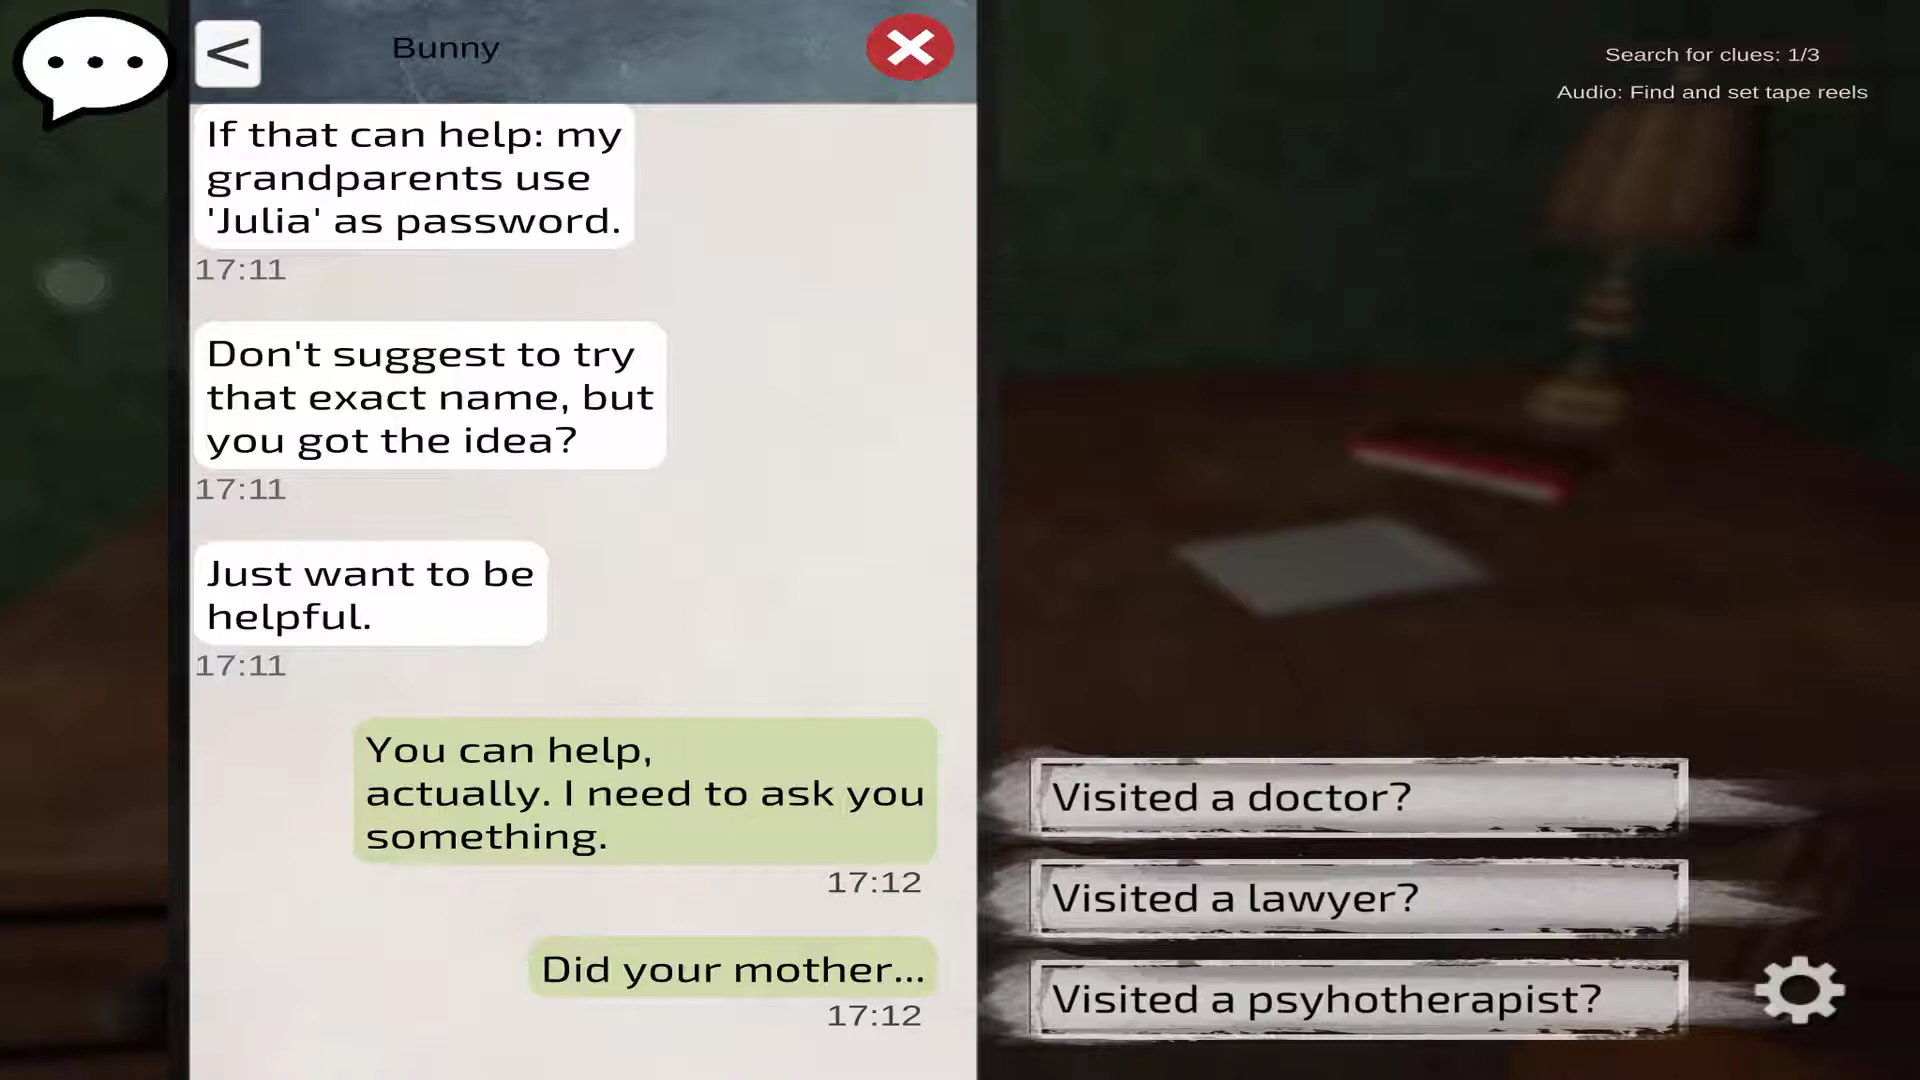 <
Bunny
If that can help: my
grandparents use
'Julia' as password.
17:11
Don't suggest to try
that exact name, but
you got the idea?
17:11
Just want to be
helpful.
17:11
You can help,
actually. I need to ask you
something.
17:12
Did your mother...
17:12
Search for clues: 1/3
Audio: Find and set tape reels
Visited a doctor?
Visited a lawyer?
Visited a psyhotherapist?